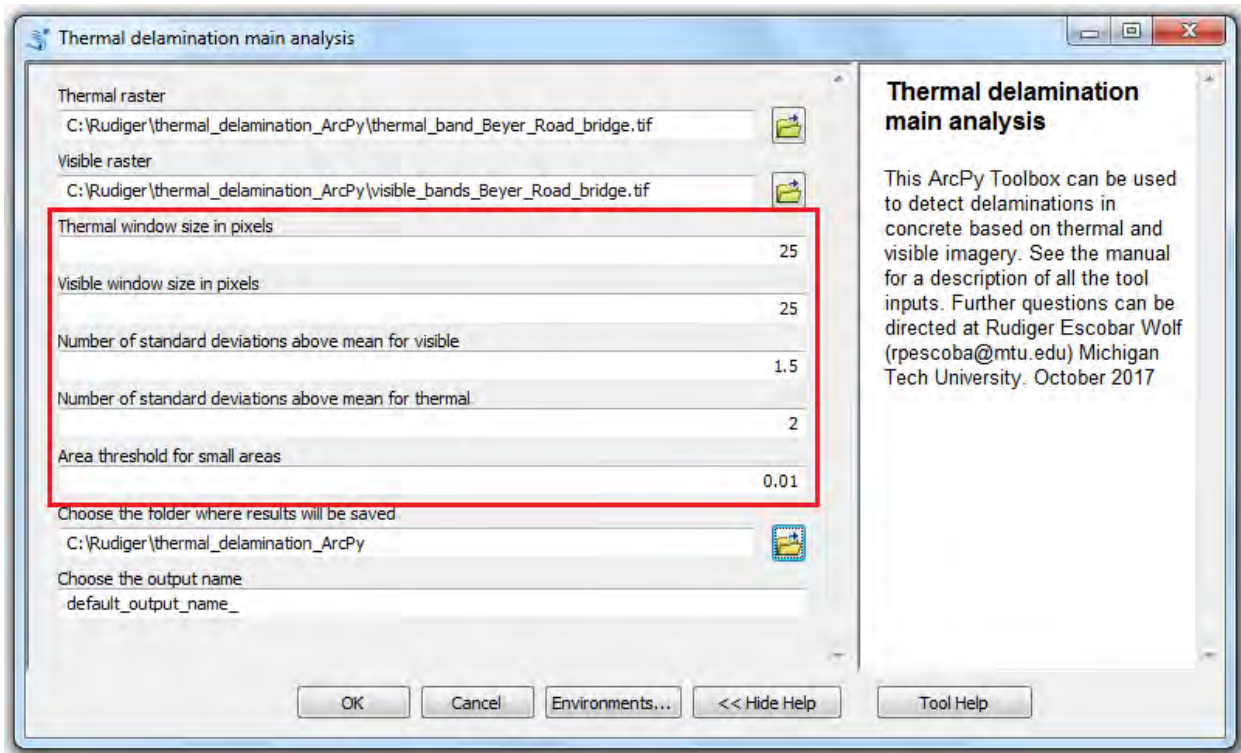 Thermal delamination main analysis
Thermal raster
C:\Rudiger\thermal_delamination_ArcPy\thermal_band_Beyer_Road_bridge.tif
Visible raster
C:\Rudiger\thermal_delamination_ArcPy\visible_bands_Beyer_Road_bridge.tif
Thermal window size in pixels
25
Visible window size in pixels
25
Number of standard deviations above mean for visible
1.5
Number of standard deviations above mean for thermal
2
Area threshold for small areas
0.01
Choose the folder where results will be saved
C:\Rudiger\thermal_delamination_ArcPy
Choose the output name
default_output_name_
Thermal delamination
main analysis
This ArcPy Toolbox can be used
to detect delaminations in
concrete based on thermal and
visible imagery. See the manual
for a description of all the tool
inputs. Further questions can be
directed at Rudiger Escobar Wolf
(rpescoba@mtu.edu) Michigan
Tech University. October 2017
OK
Cancel
Environments...
<< Hide Help
Tool Help